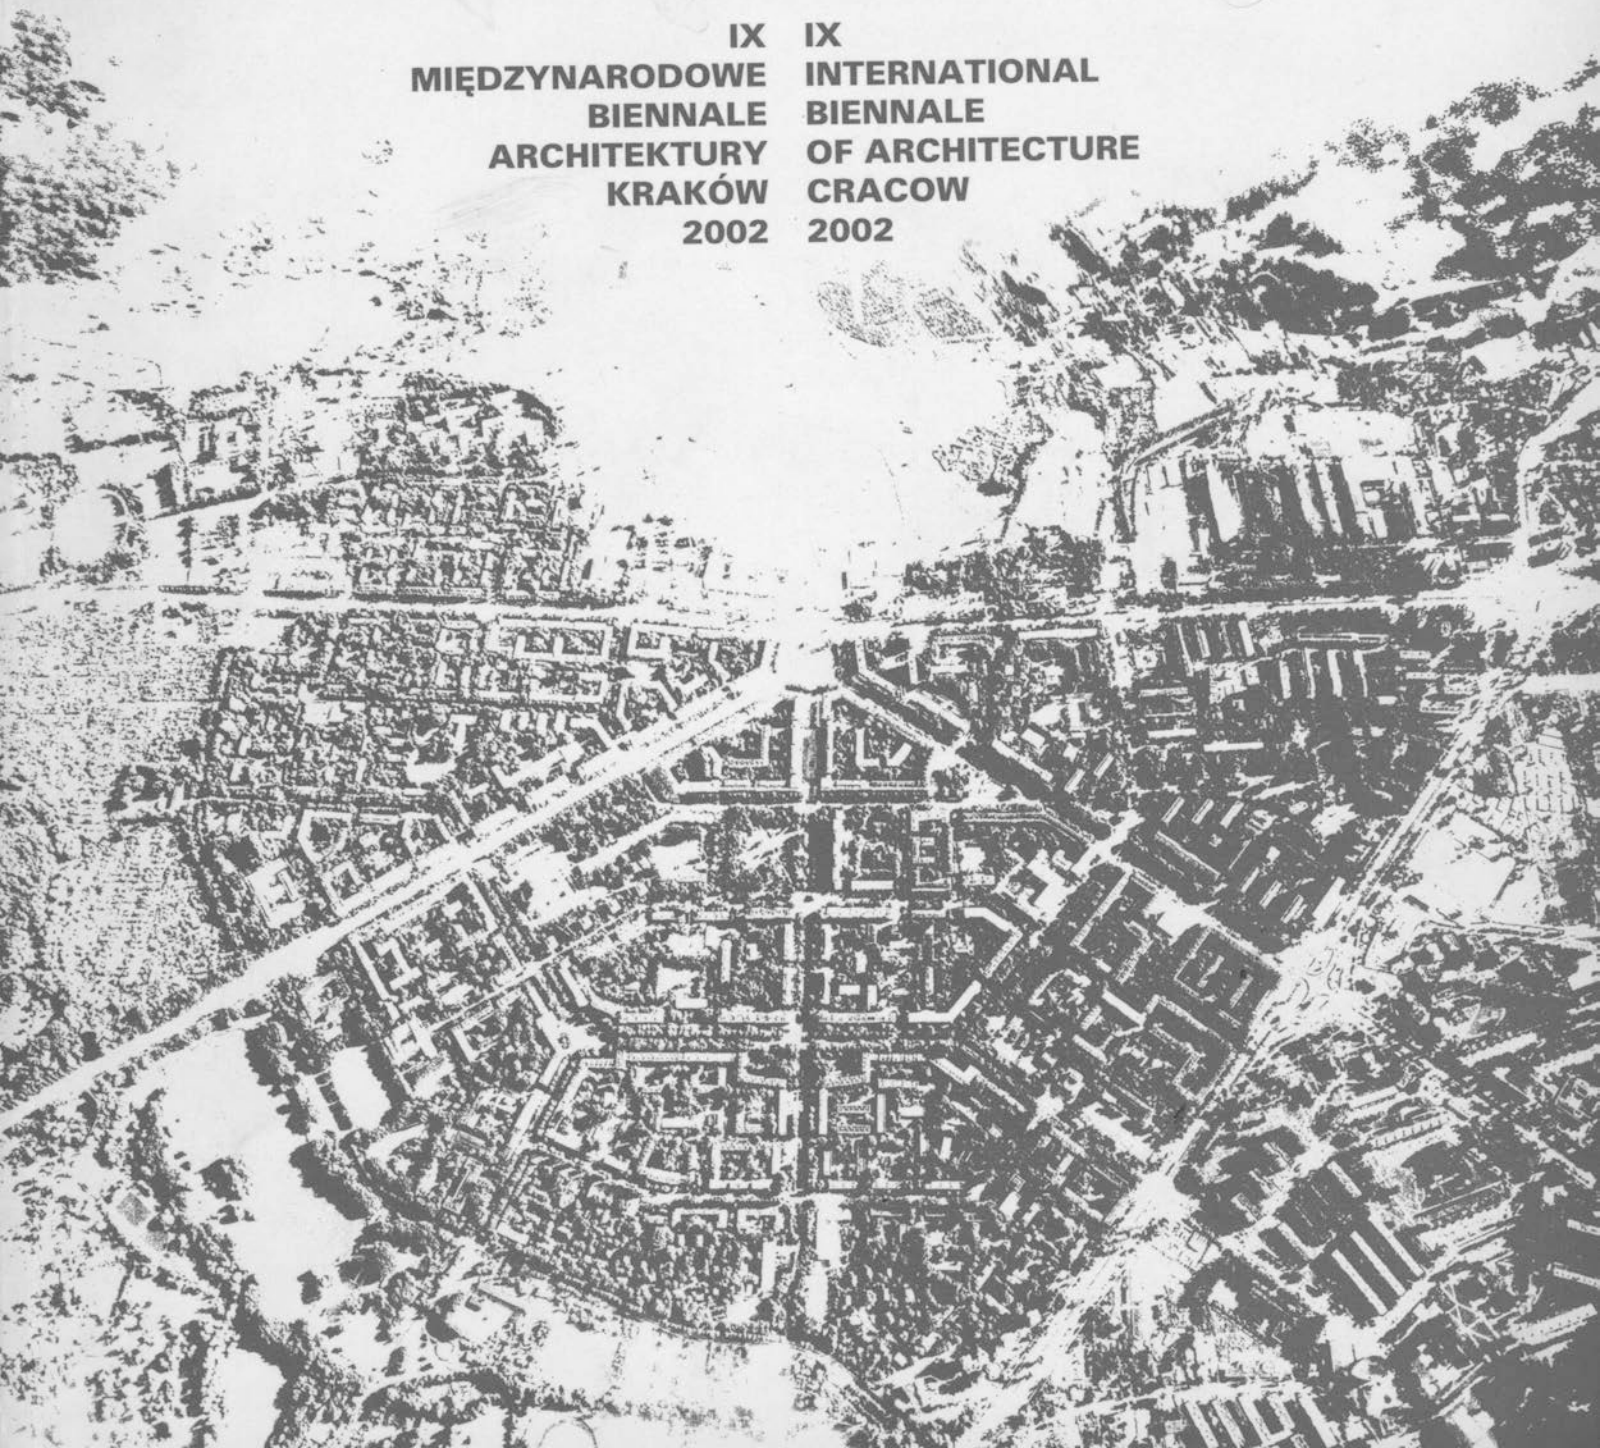 IX
MIĘDZYNARODOWE
BIENNALE
ARCHITEKTURY
KRAKÓW
2002
IX
INTERNATIONAL
BIENNALE
OF ARCHITECTURE
CRACOW
2002